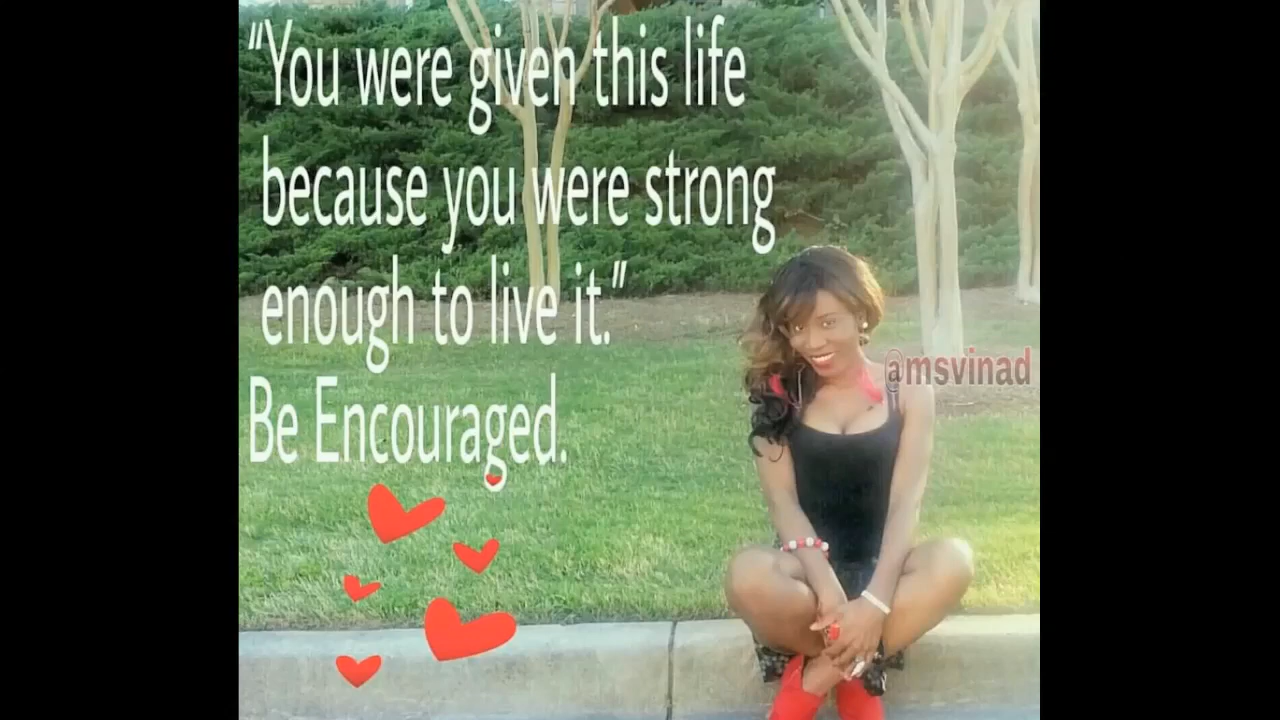 “You were given this life
because you were strong
enough to live it.”
Be Encouraged.
@msvinad